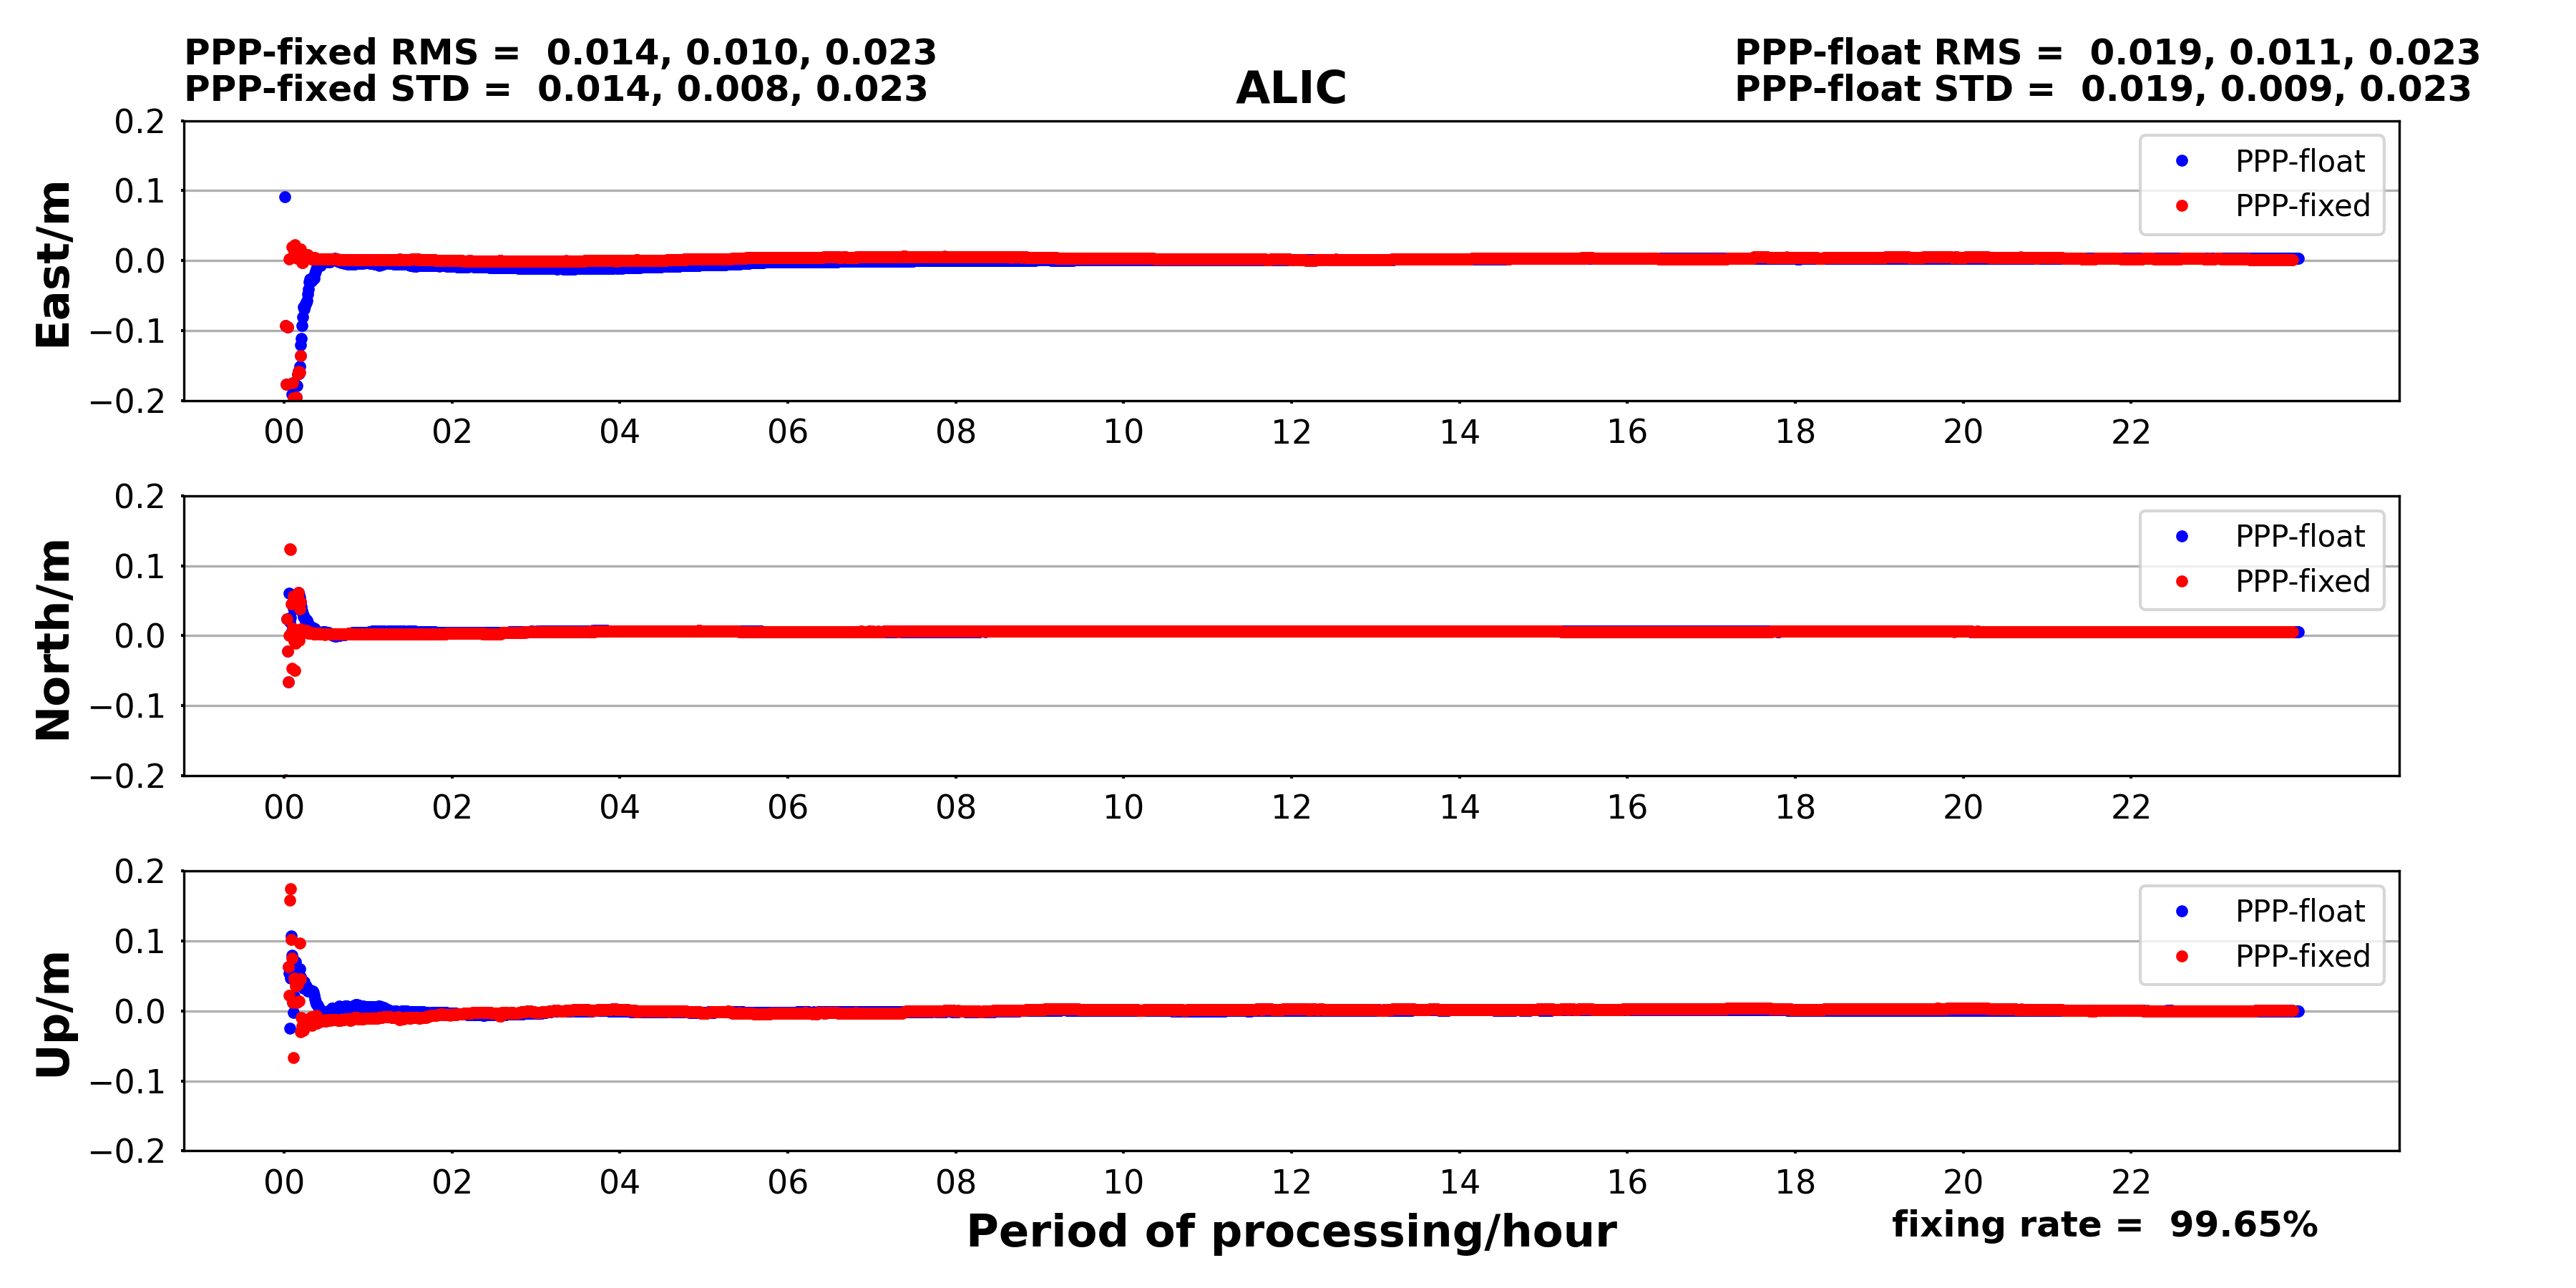 PPP-fixed RMS =  0.014, 0.010, 0.023
PPP-fixed STD =  0.014, 0.008, 0.023
ALIC
PPP-float RMS =  0.019, 0.011, 0.023
PPP-float STD =  0.019, 0.009, 0.023
East/m
0.2
0.1
0.0
−0.1
−0.2
PPP-float
PPP-fixed
00 02 04 06 08 10 12 14 16 18 20 22
North/m
0.2
0.1
0.0
−0.1
−0.2
PPP-float
PPP-fixed
00 02 04 06 08 10 12 14 16 18 20 22
Up/m
0.2
0.1
0.0
−0.1
−0.2
PPP-float
PPP-fixed
00 02 04 06 08 10 12 14 16 18 20 22
Period of processing/hour
fixing rate =  99.65%